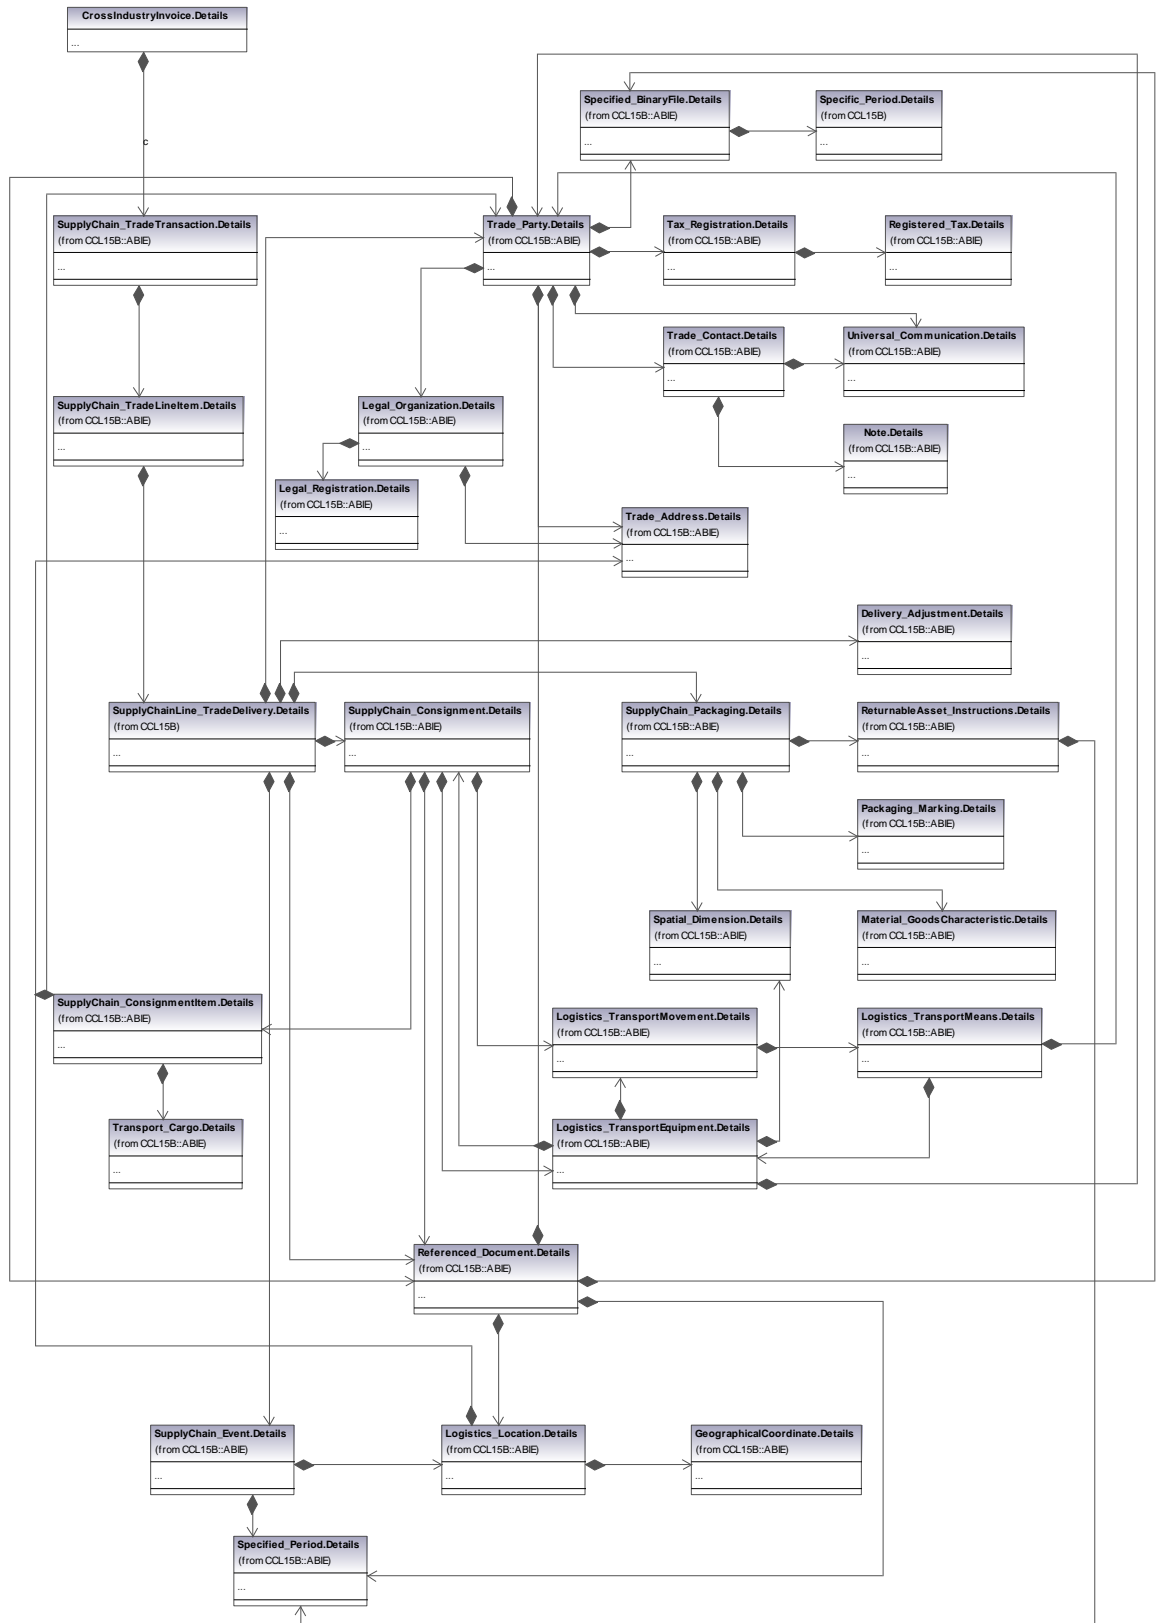 CrossIndustryInvoice.Details
...
c
Specified_BinaryFile.Details
(from CCL15B::ABIE)
...
Specific_Period.Details
(from CCL15B)
...
SupplyChain_TradeTransaction.Details
(from CCL15B::ABIE)
...
Trade_Party.Details
(from CCL15B::ABIE)
...
Tax_Registration.Details
(from CCL15B::ABIE)
...
Registered_Tax.Details
(from CCL15B::ABIE)
...
Trade_Contact.Details
(from CCL15B::ABIE)
...
Universal_Communication.Details
(from CCL15B::ABIE)
...
SupplyChain_TradeLineItem.Details
(from CCL15B::ABIE)
...
Legal_Organization.Details
(from CCL15B::ABIE)
...
Note.Details
(from CCL15B::ABIE)
...
Legal_Registration.Details
(from CCL15B::ABIE)
...
Trade_Address.Details
(from CCL15B::ABIE)
...
Delivery_Adjustment.Details
(from CCL15B::ABIE)
...
SupplyChainLine_TradeDelivery.Details
(from CCL15B)
...
SupplyChain_Consignment.Details
(from CCL15B::ABIE)
...
SupplyChain_Packaging.Details
(from CCL15B::ABIE)
...
ReturnableAsset_Instructions.Details
(from CCL15B::ABIE)
...
Packaging_Marking.Details
(from CCL15B::ABIE)
...
Spatial_Dimension.Details
(from CCL15B::ABIE)
...
Material_GoodsCharacteristic.Details
(from CCL15B::ABIE)
...
SupplyChain_ConsignmentItem.Details
(from CCL15B::ABIE)
...
Logistics_TransportMovement.Details
(from CCL15B::ABIE)
...
Logistics_TransportMeans.Details
(from CCL15B::ABIE)
...
Transport_Cargo.Details
(from CCL15B::ABIE)
...
Logistics_TransportEquipment.Details
(from CCL15B::ABIE)
...
Referenced_Document.Details
(from CCL15B::ABIE)
...
SupplyChain_Event.Details
(from CCL15B::ABIE)
...
Logistics_Location.Details
(from CCL15B::ABIE)
...
GeographicalCoordinate.Details
(from CCL15B::ABIE)
...
Specified_Period.Details
(from CCL15B::ABIE)
...